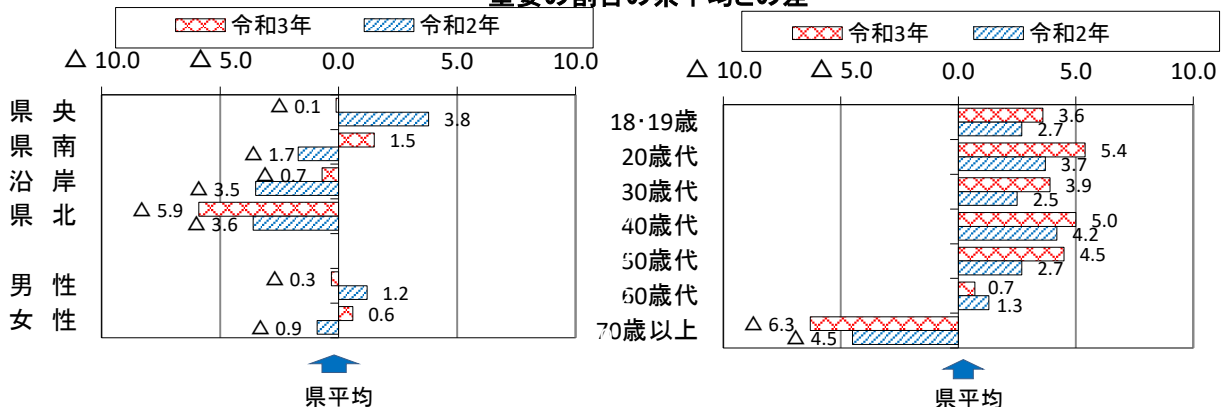 重要の割合の県平均との差
令和3年 令和2年
△ 10.0 △ 5.0 0.0 5.0 10.0
県 央 △ 0.1 3.8
県 南 1.5 △ 1.7
沿 岸 △ 0.7 △ 3.5
県 北 △ 5.9 △ 3.6
男 性 △ 0.3 1.2
女 性 0.6 △ 0.9
県平均
令和3年 令和2年
△ 10.0 △ 5.0 0.0 5.0 10.0
18･19歳 3.6 2.7
20歳代 5.4 3.7
30歳代 3.9 2.5
40歳代 5.0 4.2
50歳代 4.5 2.7
60歳代 0.7 1.3
70歳以上 △ 6.3 △ 4.5
県平均